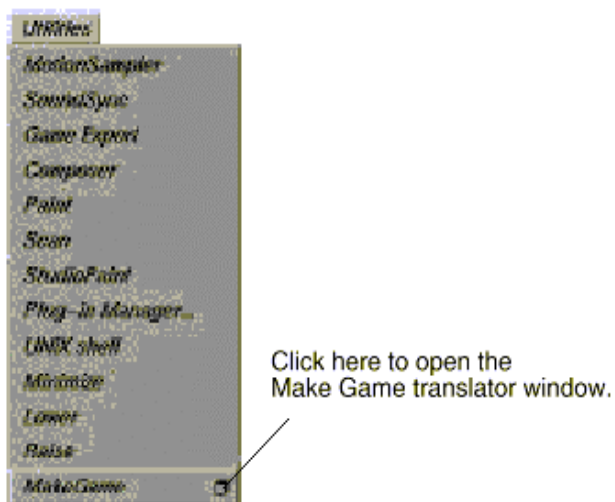 Utilities
MotionSampler
SoundSync
Game Export
Composer
Paint
Scan
StudioPaint
Plug-in Manager...
UNIX shell
Minimize
Lower
Raise
MakeGame
Click here to open the
Make Game translator window.